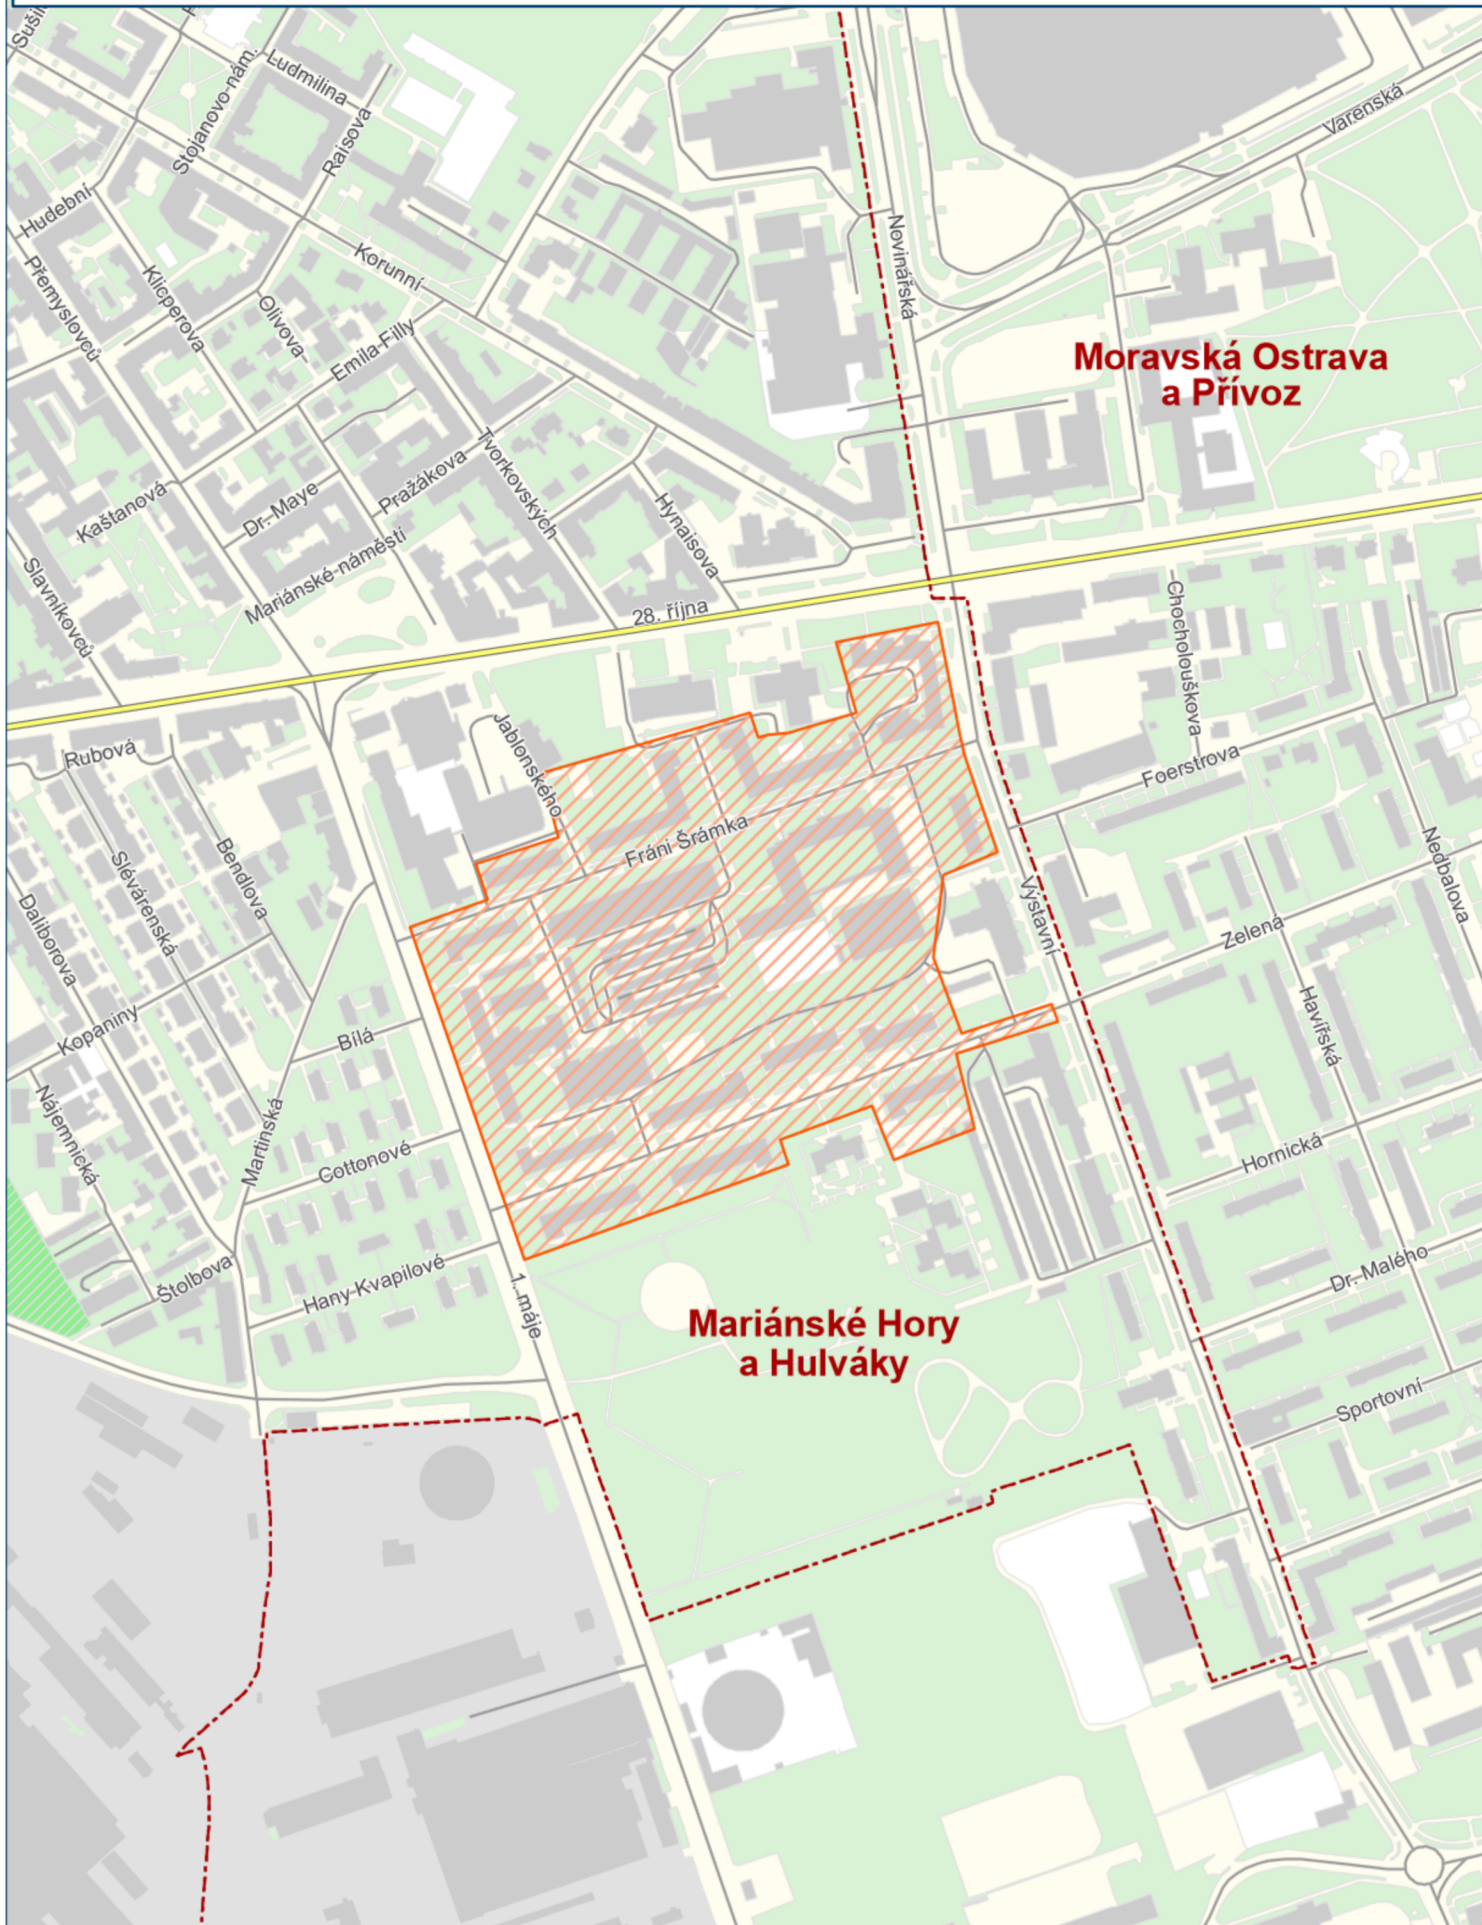 Ludmilina
Stojanovo nám.
Raisova
Varenská
Hudební
Korunní
Novinářská
Přemyslovců
Klicperova
Olivova
Emila Filly
Moravská Ostrava
a Přívoz
Tvorkovských
Pražákova
Kaštanová
Dr. Maye
Hynaisova
Mariánské náměstí
Slavníkovců
28. října
Chocholouškova
Jablonského
Rubová
Foerstrova
Fráni Šrámka
Bendlova
Slévárenská
Nedbalova
Výstavní
Daliborova
Zelená
Havířská
Kopaniny
Bílá
Nájemnická
Martinská
Cottonové
Hornická
Štolbova
Hany Kvapilové
Dr. Malého
1. máje
Mariánské Hory
a Hulváky
Sportovní